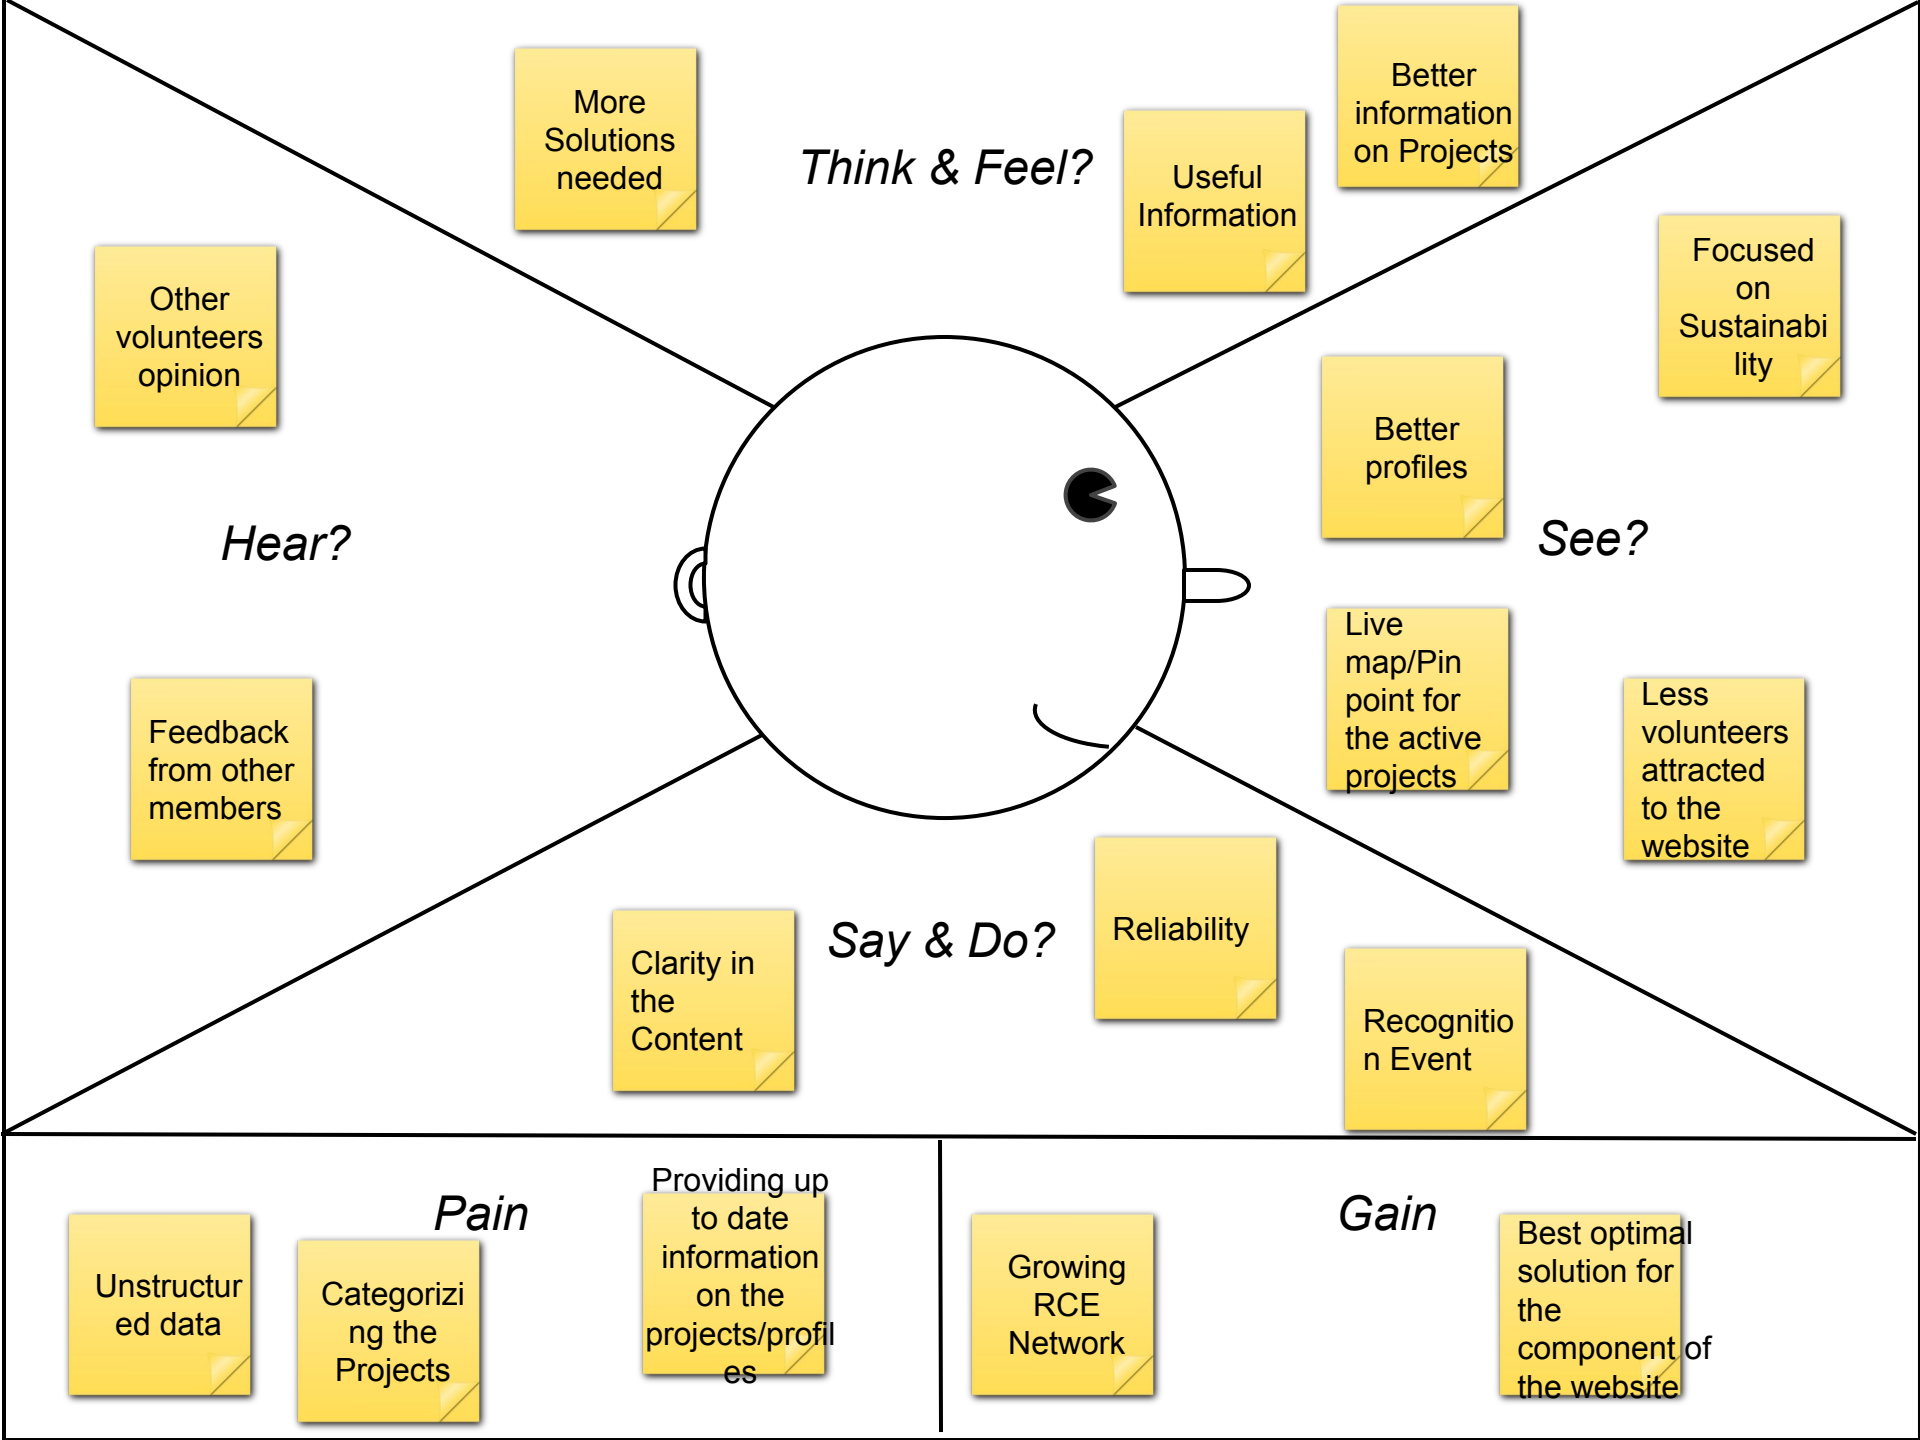 More
Solutions
needed
Think & Feel?
Useful
Information
Better
information
on Projects
Other
volunteers
opinion
Hear?
Feedback
from other
members
Focused
on
Sustainabi
lity
Better
profiles
See?
Live
map/Pin
point for
the active
projects
Less
volunteers
attracted
to the
website
Clarity in
the
Content
Say & Do?
Reliability
Recognitio
n Event
Pain
Unstructur
ed data
Categorizi
ng the
Projects
Providing up
to date
information
on the
projects/profil
es
Gain
Growing
RCE
Network
Best optimal
solution for
the
component of
the website